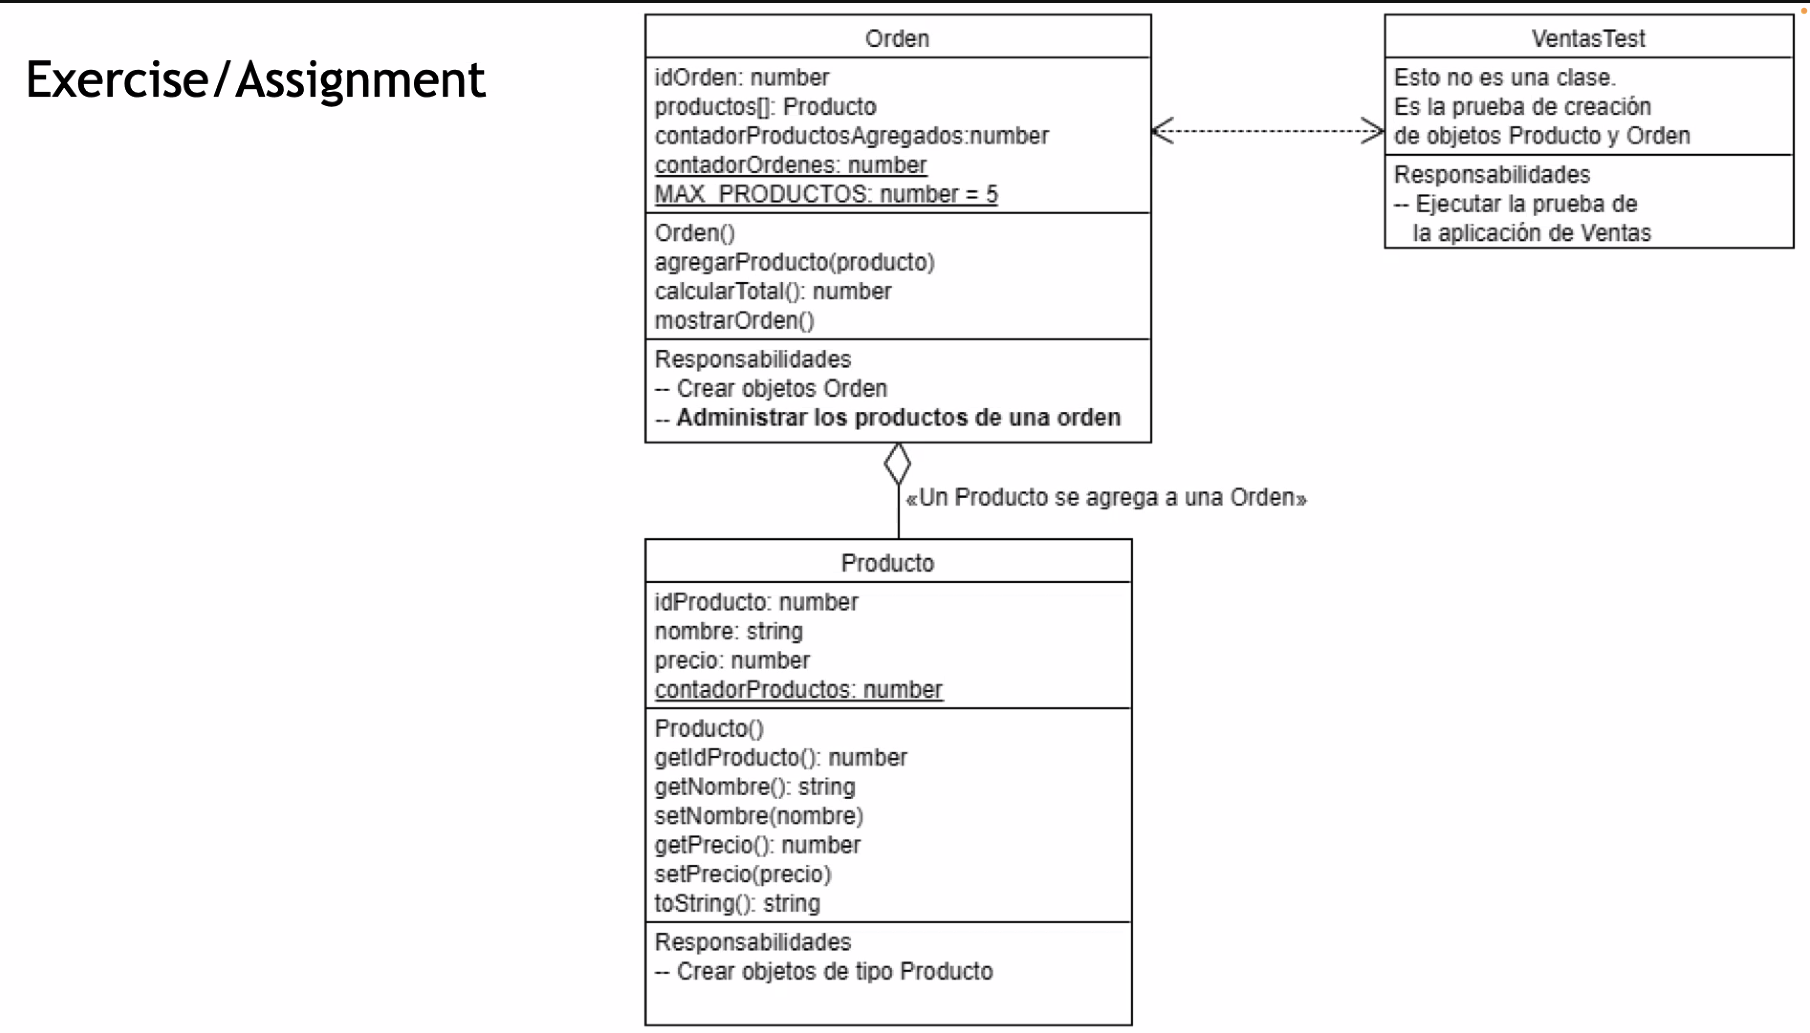 Exercise/Assignment
Orden
idOrden: number
productos[]: Producto
contadorProductosAgregados:number
contadorOrdenes: number
MAX_PRODUCTOS: number = 5
Orden()
agregarProducto(producto)
calcularTotal(): number
mostrarOrden()
Responsabilidades
-- Crear objetos Orden
-- Administrar los productos de una orden
VentasTest
Esto no es una clase.
Es la prueba de creación
de objetos Producto y Orden
Responsabilidades
-- Ejecutar la prueba de
la aplicación de Ventas
«Un Producto se agrega a una Orden»
Producto
idProducto: number
nombre: string
precio: number
contadorProductos: number
Producto()
getIdProducto(): number
getNombre(): string
setNombre(nombre)
getPrecio(): number
setPrecio(precio)
toString(): string
Responsabilidades
-- Crear objetos de tipo Producto